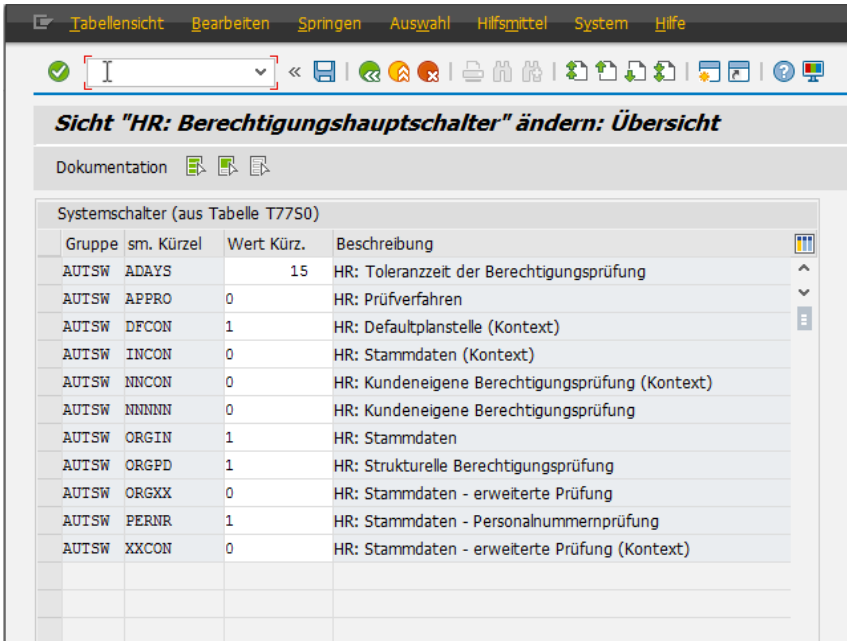 Tabellensicht Bearbeiten Springen Auswahl Hilfsmittel System Hilfe
Sicht "HR: Berechtigungshauptschalter" ändern: Übersicht
Dokumentation
Systemschalter (aus Tabelle T77S0)
Gruppe sm. Kürzel Wert Kürz. Beschreibung
AUTSW ADAYS 15 HR: Toleranzzeit der Berechtigungsprüfung
AUTSW APPRO 0 HR: Prüfverfahren
AUTSW DFCON 1 HR: Defaultplanstelle (Kontext)
AUTSW INCON 0 HR: Stammdaten (Kontext)
AUTSW NNCON 0 HR: Kundeneigene Berechtigungsprüfung (Kontext)
AUTSW NNNNN 0 HR: Kundeneigene Berechtigungsprüfung
AUTSW ORGIN 1 HR: Stammdaten
AUTSW ORGPD 1 HR: Strukturelle Berechtigungsprüfung
AUTSW ORGXX 0 HR: Stammdaten - erweiterte Prüfung
AUTSW PERNR 1 HR: Stammdaten - Personalnummernprüfung
AUTSW XXCON 0 HR: Stammdaten - erweiterte Prüfung (Kontext)